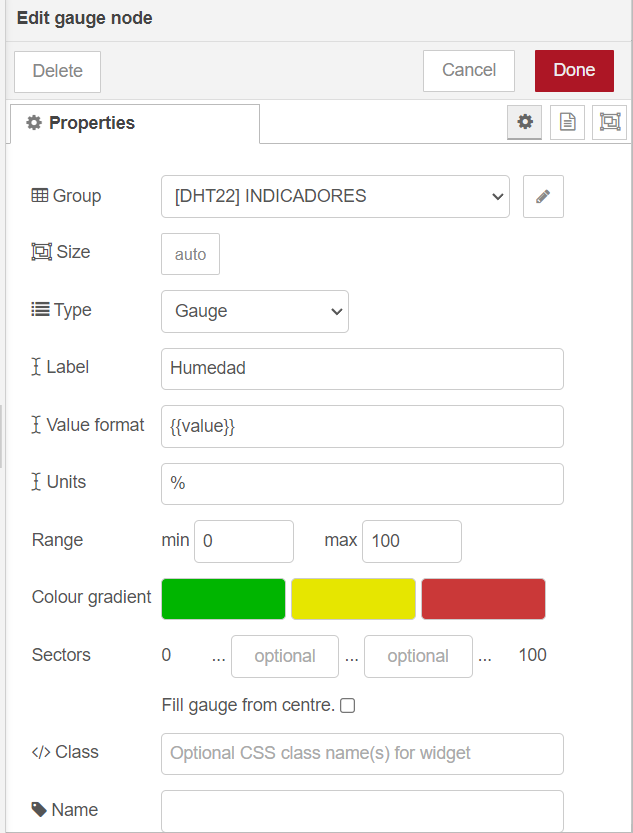 Edit gauge node
Delete Cancel Done
Properties
Group [DHT22] INDICADORES
Size auto
Type Gauge
Label Humedad
Value format {{value}}
Units %
Range min 0 max 100
Colour gradient
Sectors 0 ... optional ... optional ... 100
Fill gauge from centre.
</> Class Optional CSS class name(s) for widget
Name